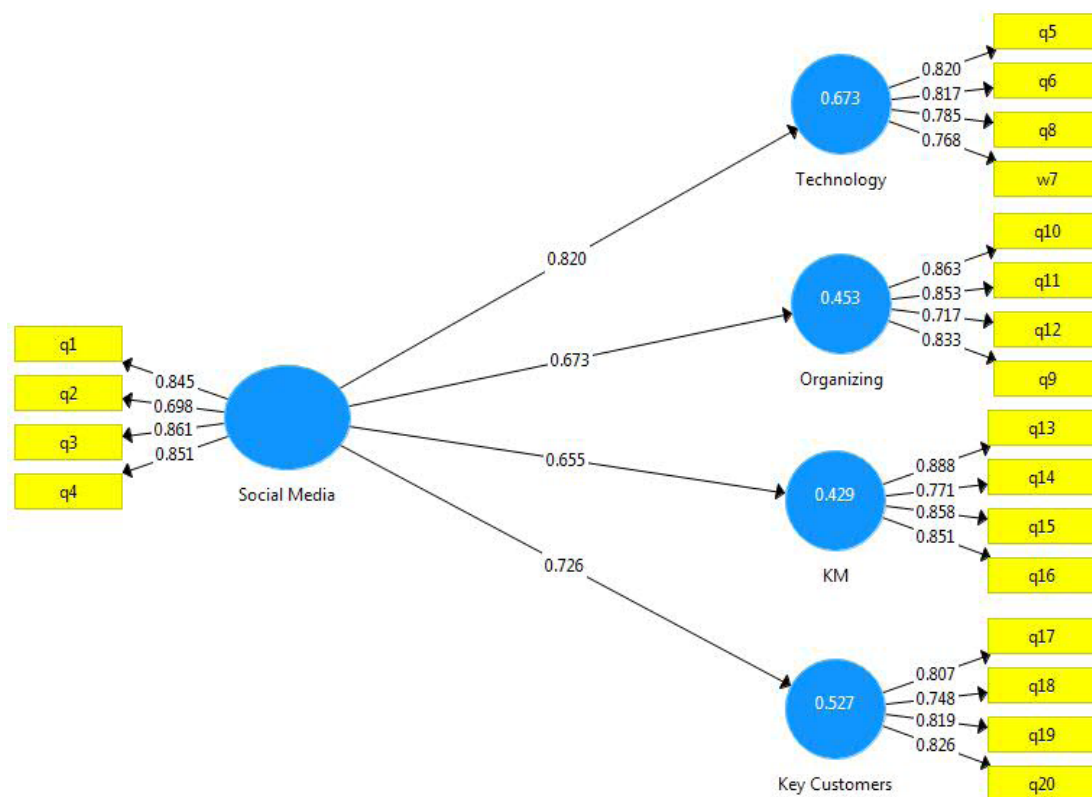 q5
0.820
q6
0.817
0.673
0.785
q8
0.768
Technology
w7
q10
0.820
0.863
q11
0.853
0.453
0.717
q12
0.833
q1
0.673
Organizing
q9
0.845
q2
0.698
q13
0.861
q3
0.888
0.851
0.655
q14
0.771
q4
Social Media
0.429
0.858
q15
0.851
0.726
KM
q16
q17
0.807
q18
0.748
0.527
0.819
q19
0.826
Key Customers
q20